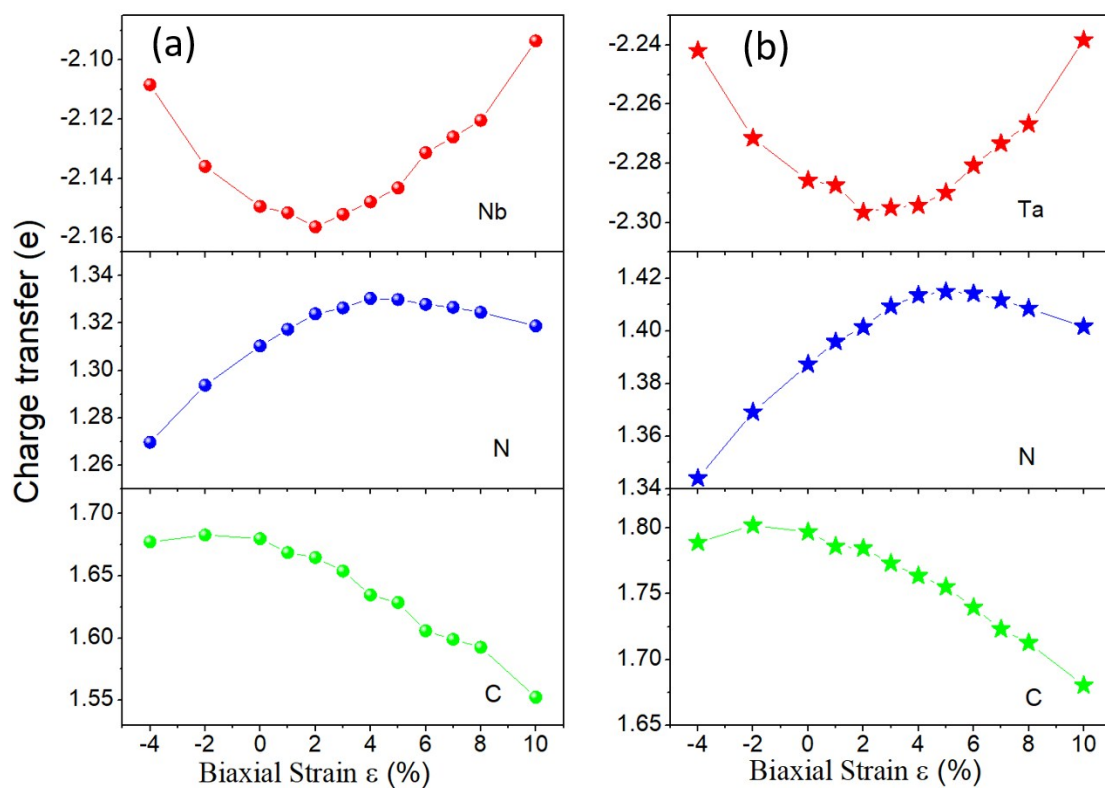 (a)
-2.10
-2.12
-2.14
-2.16
Nb
1.34
1.32
1.30
1.28
1.26
N
1.70
1.65
1.60
1.55
C
-4 -2 0 2 4 6 8 10
Biaxial Strain ε (%)
Charge transfer (e)
(b)
-2.24
-2.26
-2.28
-2.30
Ta
1.42
1.40
1.38
1.36
1.34
N
1.80
1.75
1.70
1.65
C
-4 -2 0 2 4 6 8 10
Biaxial Strain ε (%)